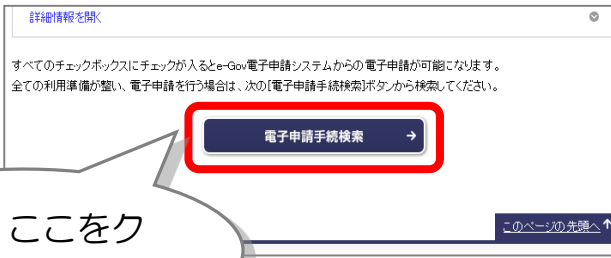 詳細情報を開く
すべてのチェックボックスにチェックが入るとe-Gov電子申請システムからの電子申請が可能になります。
全ての利用準備が整い、電子申請を行う場合は、次の[電子申請手続検索]ボタンから検索してください。
電子申請手続検索 →
ここをク
このページの先頭へ↑